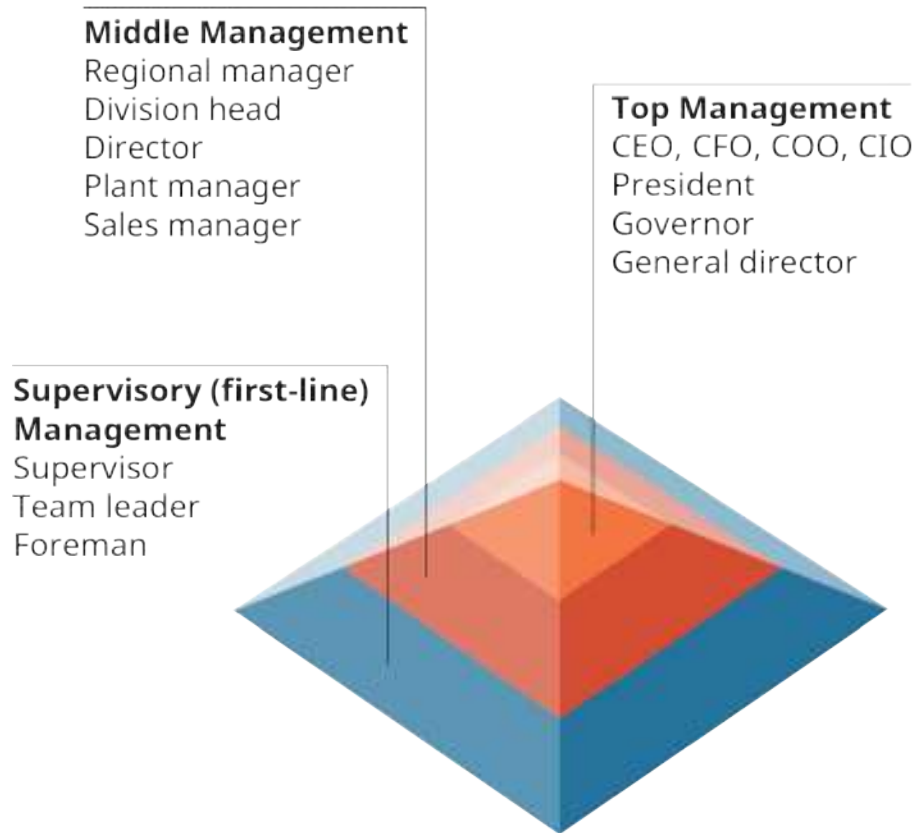 Middle Management
Regional manager
Division head
Director
Plant manager
Sales manager
Top Management
CEO, CFO, COO, CIO
President
Governor
General director
Supervisory (first-line)
Management
Supervisor
Team leader
Foreman